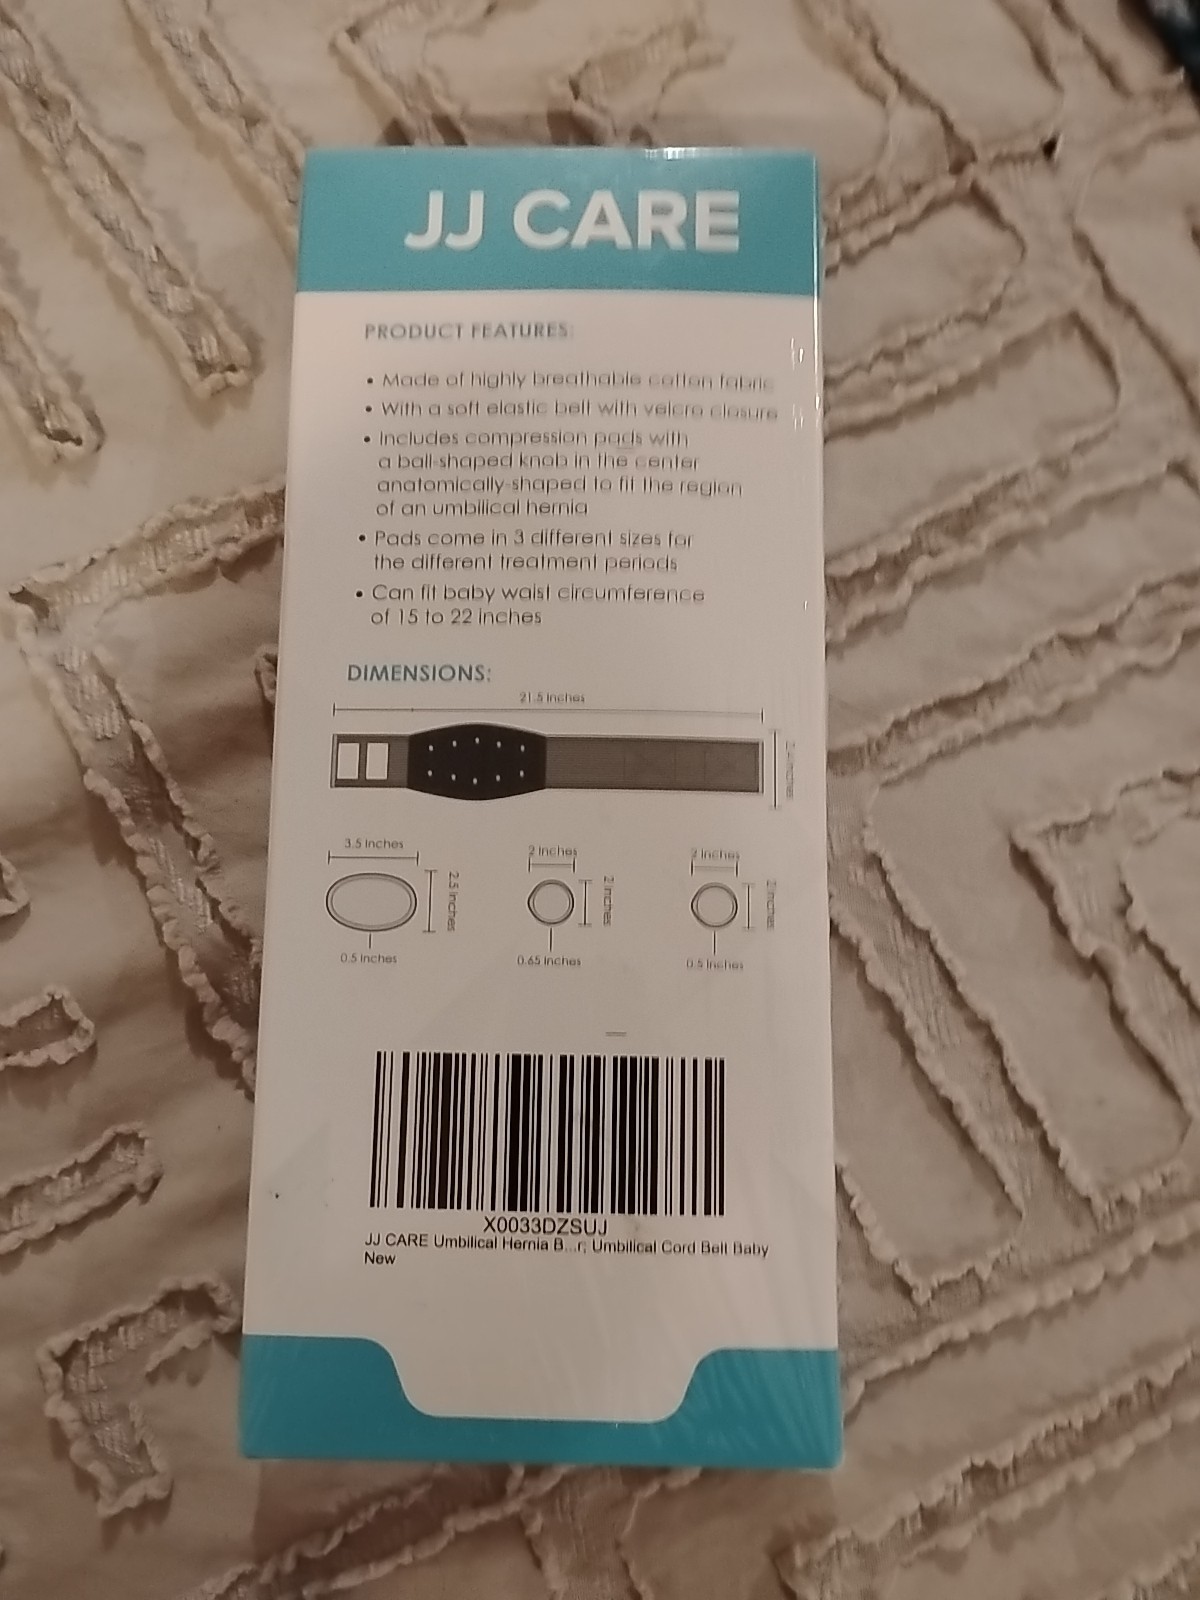 JJ CARE
PRODUCT FEATURES:
• Made of highly breathable cotton fabric
• With a soft elastic belt with velcro closure
• Includes compression pads with
a ball-shaped knob in the center
anatomically-shaped to fit the region
of an umbilical hernia
• Pads come in 3 different sizes for
the different treatment periods
• Can fit baby waist circumference
of 15 to 22 inches
DIMENSIONS:
21.5 inches
inches
3.5 inches
2.5 inches
0.5 inches
2 inches
2 inches
0.65 inches
2 inches
2 inches
0.5 inches
X0033DZSUJ
JJ CARE Umbilical Hernia B...r, Umbilical Cord Belt Baby
New